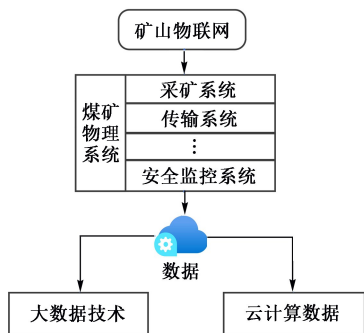 矿山物联网
煤矿
物理
系统
采矿系统
传输系统
⋮
安全监控系统
数据
大数据技术
云计算数据